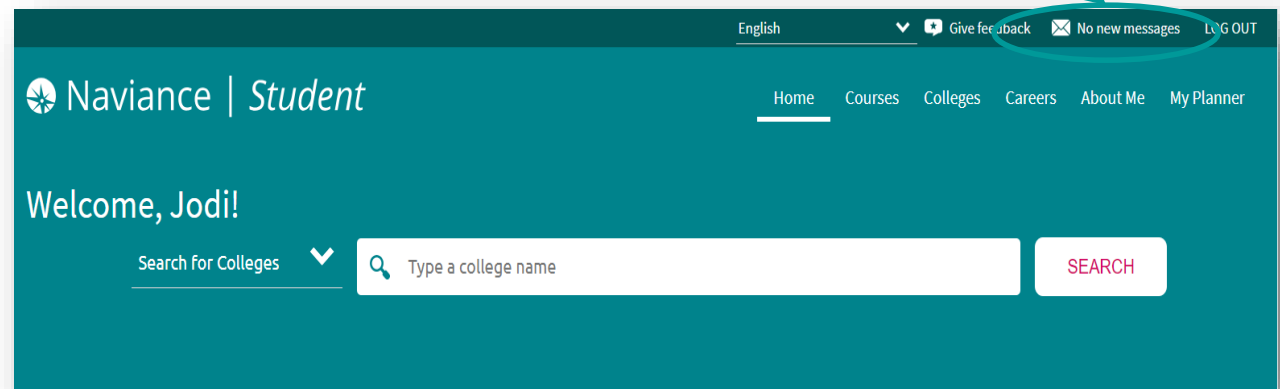 English Give feedback No new messages LOG OUT
Naviance | Student
Home Courses Colleges Careers About Me My Planner
Welcome, Jodi!
Search for Colleges Type a college name SEARCH